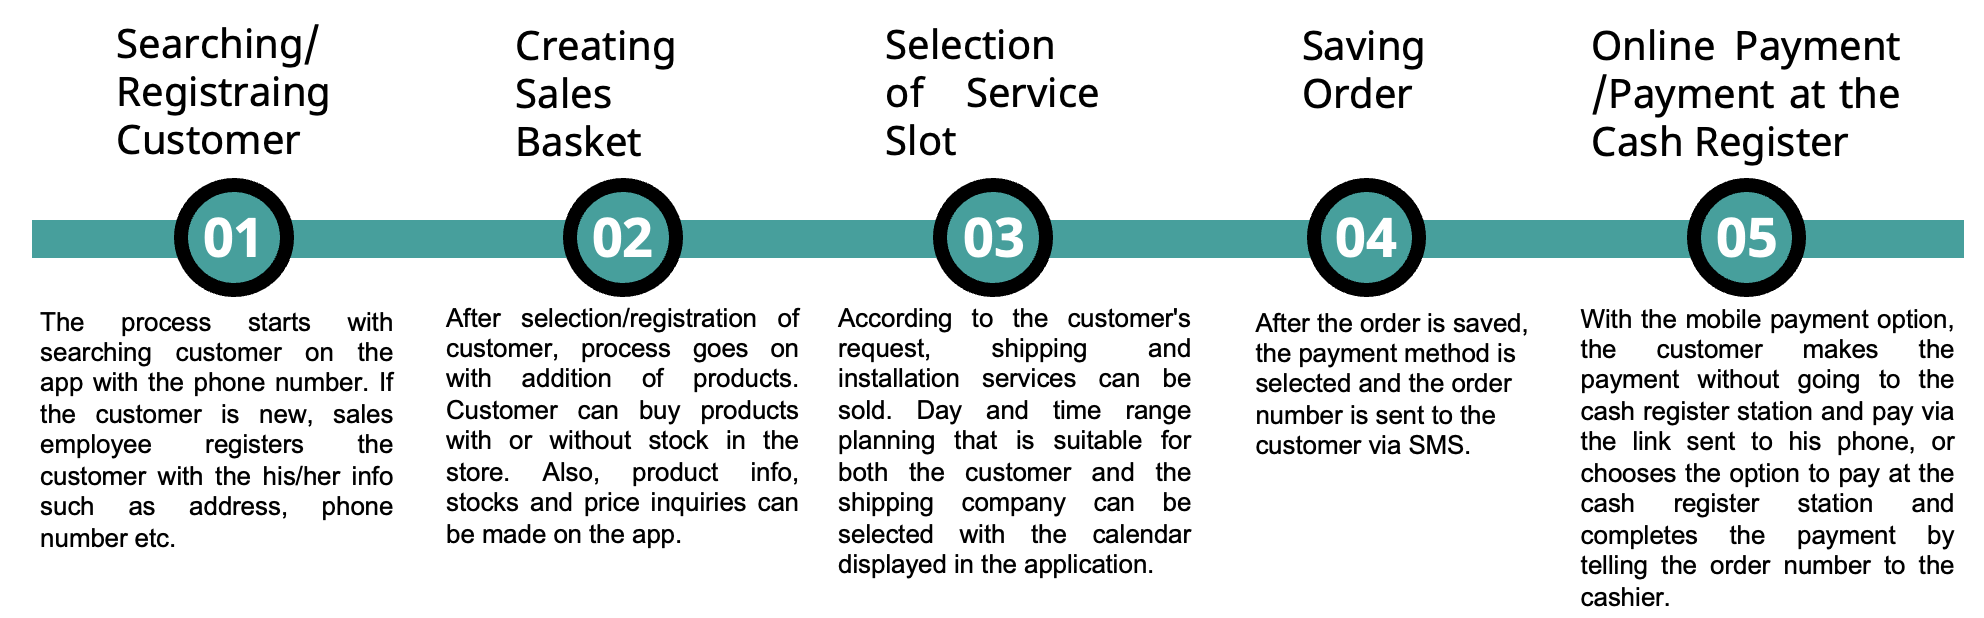 Searching/
Registraing
Customer
Creating
Sales
Basket
Selection
of Service
Slot
Saving
Order
Online Payment
/Payment at the
Cash Register
01
02
03
04
05
The process starts with
searching customer on the
app with the phone number. If
the customer is new, sales
employee registers the
customer with the his/her info
such as address, phone
number etc.
After selection/registration of
customer, process goes on
with addition of products.
Customer can buy products
with or without stock in the
store. Also, product info,
stocks and price inquiries can
be made on the app.
According to the customer's
request, shipping and
installation services can be
sold. Day and time range
planning that is suitable for
both the customer and the
shipping company can be
selected with the calendar
displayed in the application.
After the order is saved,
the payment method is
selected and the order
number is sent to the
customer via SMS.
With the mobile payment option,
the customer makes the
payment without going to the
cash register station and pay via
the link sent to his phone, or
chooses the option to pay at the
cash register station and
completes the payment by
telling the order number to the
cashier.